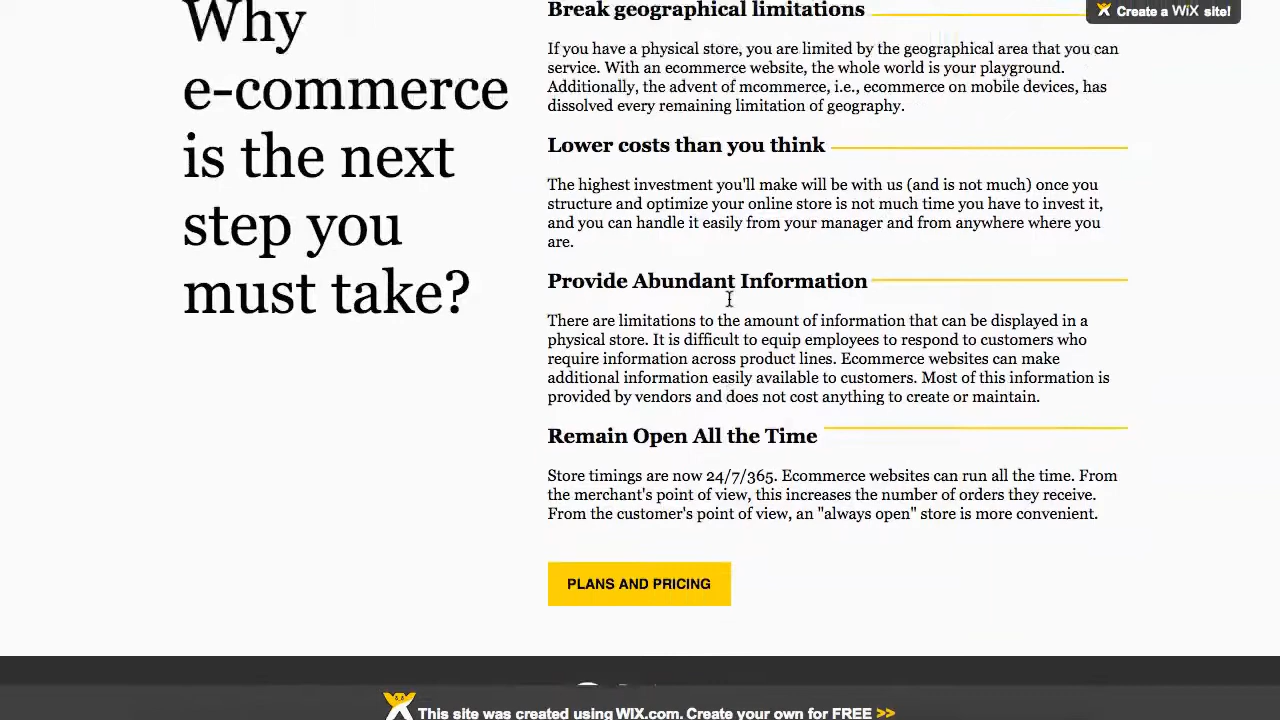 Why
e-commerce
is the next
step you
must take?
Break geographical limitations
If you have a physical store, you are limited by the geographical area that you can
service. With an ecommerce website, the whole world is your playground.
Additionally, the advent of mcommerce, i.e., ecommerce on mobile devices, has
dissolved every remaining limitation of geography.
Lower costs than you think
The highest investment you'll make will be with us (and is not much) once you
structure and optimize your online store is not much time you have to invest it,
and you can handle it easily from your manager and from anywhere where you
are.
Provide Abundant Information
There are limitations to the amount of information that can be displayed in a
physical store. It is difficult to equip employees to respond to customers who
require information across product lines. Ecommerce websites can make
additional information easily available to customers. Most of this information is
provided by vendors and does not cost anything to create or maintain.
Remain Open All the Time
Store timings are now 24/7/365. Ecommerce websites can run all the time. From
the merchant's point of view, this increases the number of orders they receive.
From the customer's point of view, an "always open" store is more convenient.
PLANS AND PRICING
Create a WiX site!
This site was created using WIX.com. Create your own for FREE >>